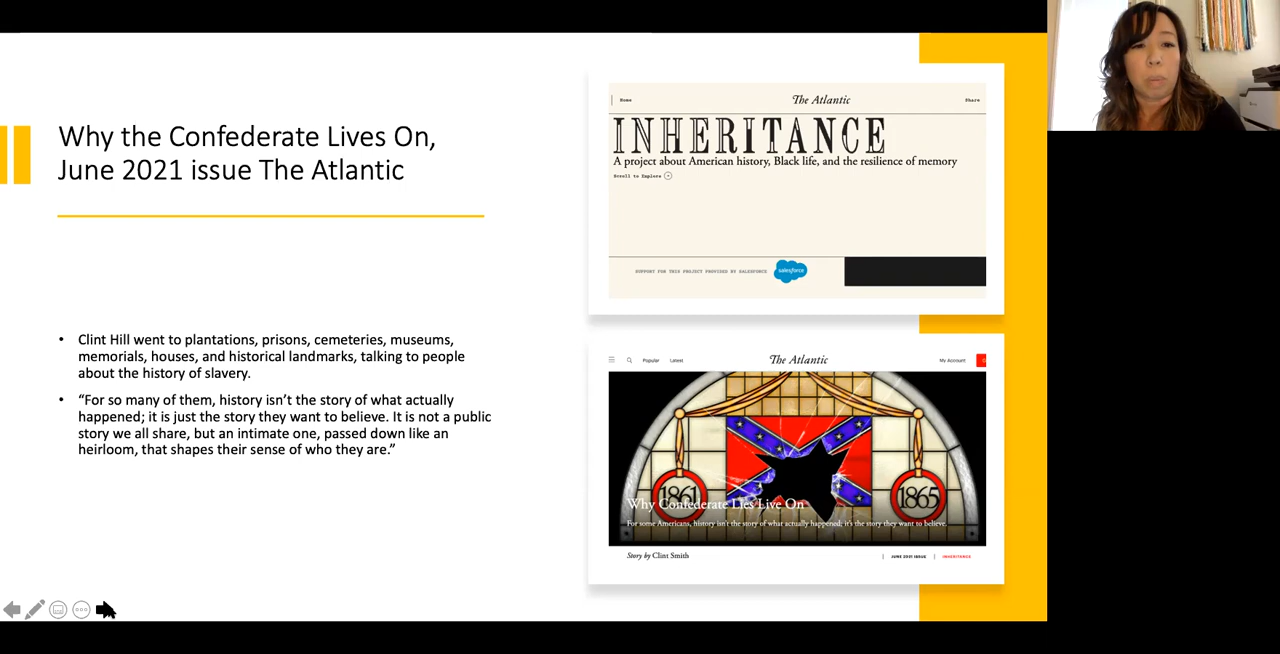 Why the Confederate Lives On,
June 2021 issue The Atlantic
• Clint Hill went to plantations, prisons, cemeteries, museums,
memorials, houses, and historical landmarks, talking to people
about the history of slavery.
• “For so many of them, history isn’t the story of what actually
happened; it is just the story they want to believe. It is not a public
story we all share, but an intimate one, passed down like an
heirloom, that shapes their sense of who they are.”
Home The Atlantic Share
INHERITANCE
A project about American history, Black life, and the resilience of memory
Scroll to Explore
SUPPORT FOR THIS PROJECT PROVIDED BY SALESFORCE salesforce
Popular Latest The Atlantic My Account
1861 1865
Why Confederate Lies Live On
For some Americans, history isn’t the story of what actually happened; it’s the story they want to believe.
Story by Clint Smith | JUNE 2021 ISSUE | INHERITANCE